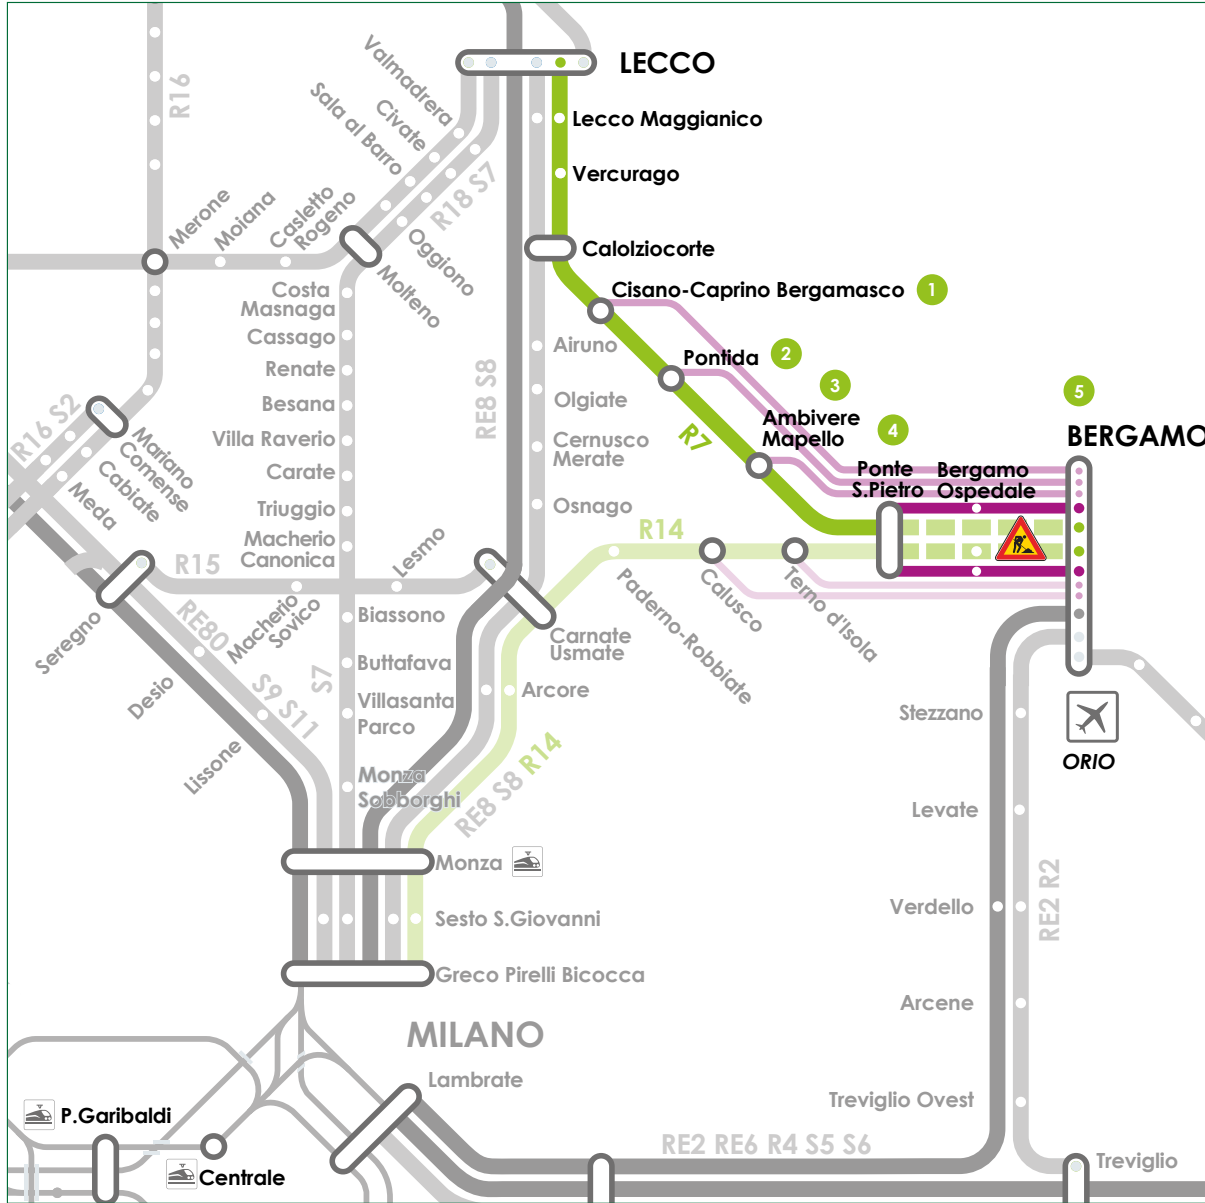 LECCO
Valmadrera
Civate
Sala al Barro
R16
R18 S7
Lecco Maggianico
Vercurago
Calolziocorte
Merone
Moiana
Casletto
Rogeno
Oggiono
Molteno
Cisano-Caprino Bergamasco
1
Costa
Masnaga
Cassago
Renate
Besana
Villa Raverio
Carate
Triuggio
Macherio
Canonica
Airuno
Olgiate
Cernusco
Merate
Osnago
RE8 S8
Pontida
2
3
Ambivere
Mapello
4
5
R7
BERGAMO
Ponte
S.Pietro
Bergamo
Ospedale
R16 S2
Mariano
Comense
Cabiate
Meda
R14
R15
Lesmo
Macherio
Sovico
Seregno
RE80
Desio
Lissone
S9 S11
S7
Biassono
Buttafava
Villasanta
Parco
Monza
Sobborghi
Carnate
Usmate
Arcore
Paderno-Robbiate
Calusco
Terno d'Isola
RE8 S8 R14
Stezzano
ORIO
Levate
Verdello
RE2 R2
Arcene
Treviglio Ovest
Treviglio
Monza
Sesto S.Giovanni
Greco Pirelli Bicocca
MILANO
Lambrate
P.Garibaldi
Centrale
RE2 RE6 R4 S5 S6